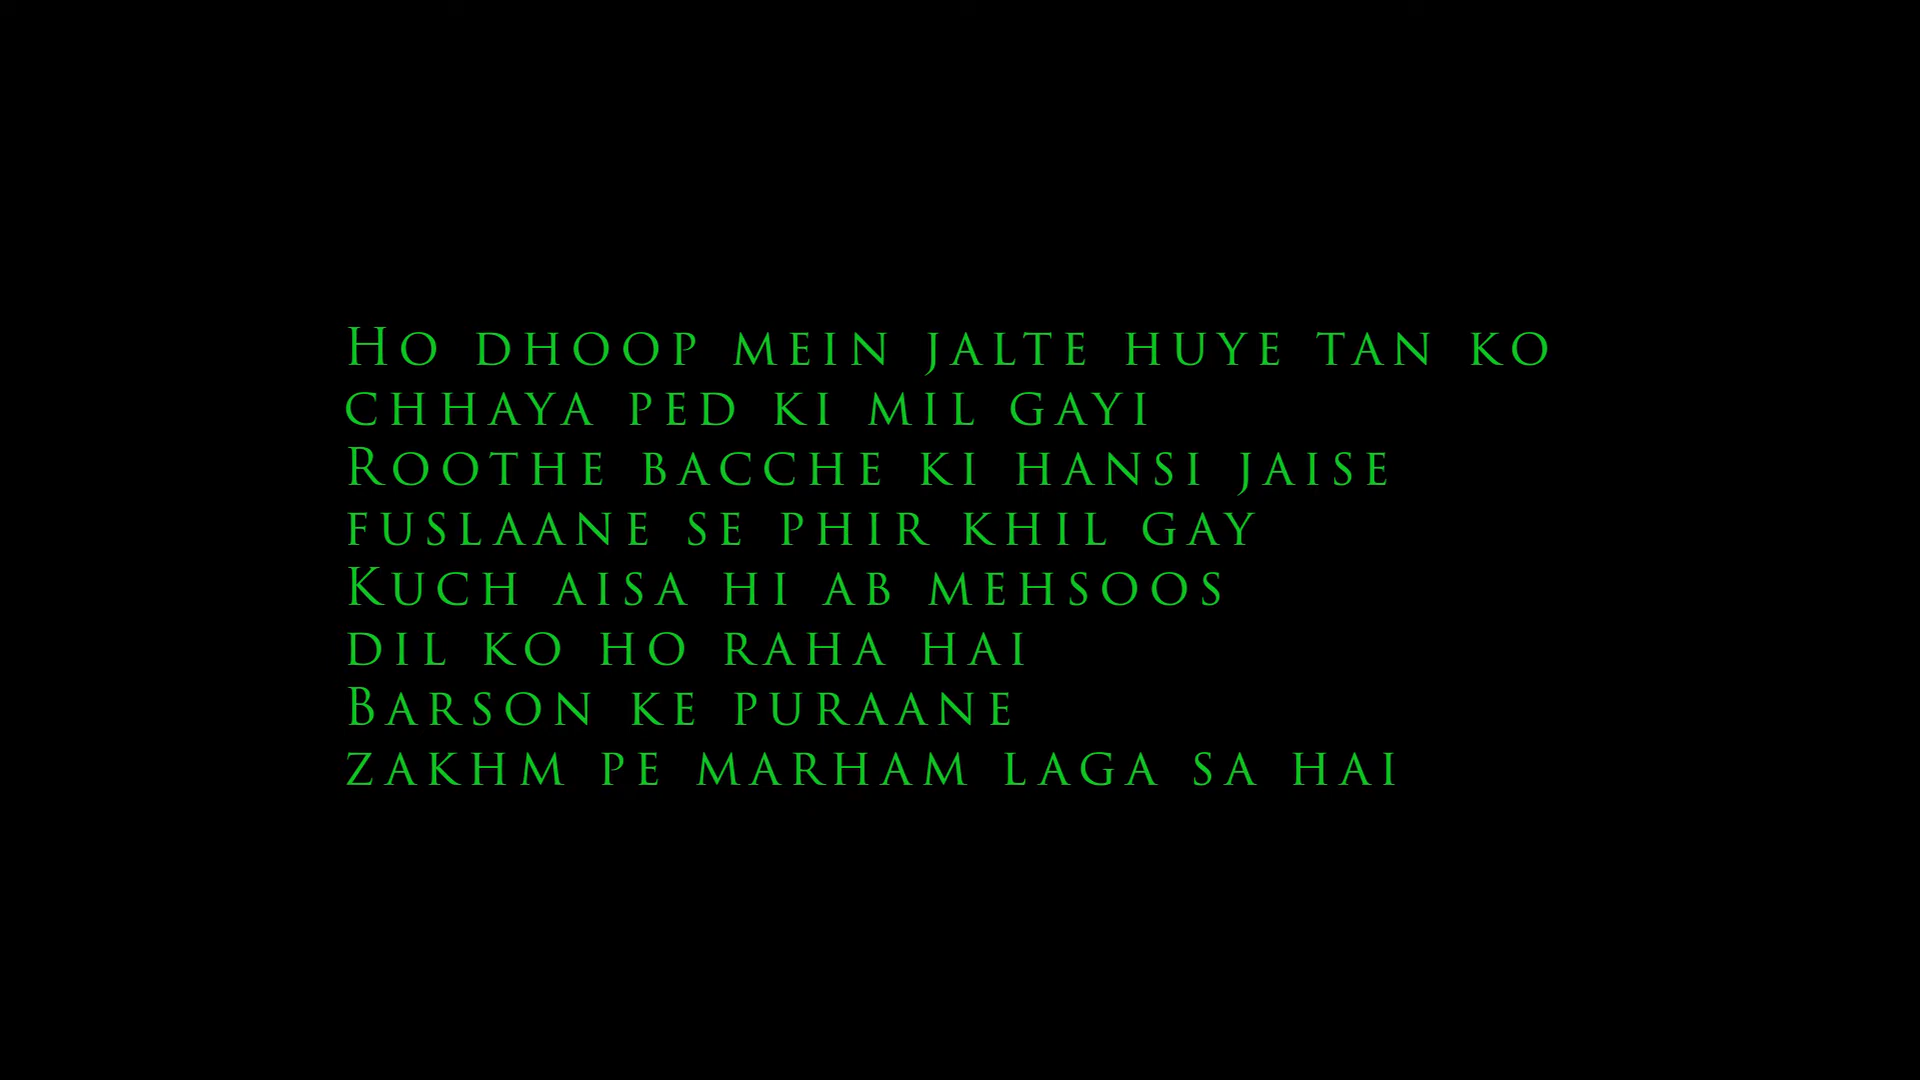 Ho dhoop mein jalte huye tan ko
chhaya ped ki mil gayi
Roothe bacche ki hansi jaise
fuslaane se phir khil gay
Kuch aisa hi ab mehsoos
dil ko ho raha hai
Barson ke puraane
zakhm pe marham laga sa hai